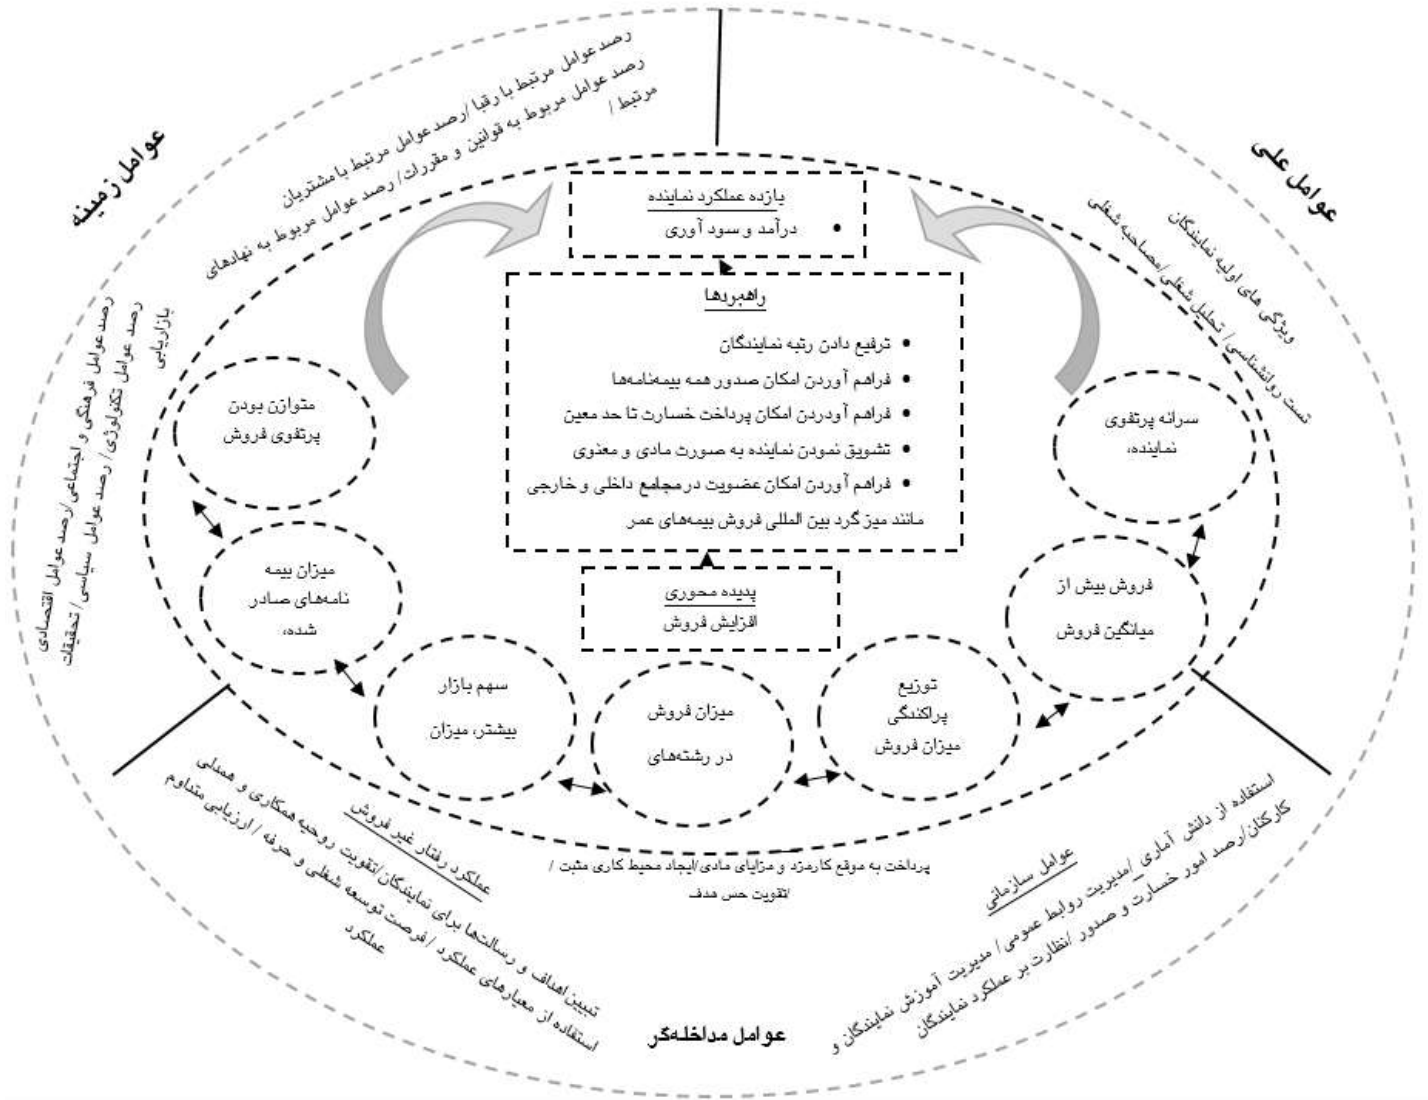 عوامل علی
ویژگی های اولیه نمایندگان
تست روانشناسی/ تحلیل شغلی/مصاحبه شغلی
عوامل زمینه
رصد عوامل مرتبط با رقبا /رصد عوامل مرتبط با مشتریان
رصد عوامل مربوط به قوانین و مقررات/ رصد عوامل مربوط به نهادهای
مرتبط /
رصد عوامل فرهنگی و اجتماعی /رصد عوامل اقتصادی
رصد عوامل تکنولوژی/ رصد عوامل سیاسی/ تحقیقات
بازاریابی
بازده عملکرد نماینده
• درآمد و سود آوری
راهبردها
• ترفیع دادن رتبه نمایندگان
• فراهم آوردن امکان صدور همه بیمه‌نامه‌ها
• فراهم آودردن امکان پرداخت خسارت تا حد معین
• تشویق نمودن نماینده به صورت مادی و معنوی
• فراهم آوردن امکان عضویت در مجامع داخلی و خارجی
مانند میز گرد بین المللی فروش بیمه‌های عمر
پدیده محوری
افزایش فروش
سرانه پرتفوی
نماینده،
فروش بیش از
میانگین فروش
توزیع
پراکندگی
میزان فروش
میزان فروش
در رشته‌های
سهم بازار
بیشتر، میزان
میزان بیمه
نامه‌های صادر
شده،
متوازن بودن
پرتفوی فروش
عوامل سازمانی
استفاده از دانش آماری /مدیریت روابط عمومی/ مدیریت آموزش نمایندگان و
کارکنان/رصد امور خسارت و صدور /نظارت بر عملکرد نمایندگان
پرداخت به موقع کارمزد و مزایای مادی/ایجاد محیط کاری مثبت /
/تقویت حس هدف
عملکرد رفتار غیر فروش
تبیین اهداف و رسالت‌ها برای نمایندگان/تقویت روحیه همکاری و همدلی
استفاده از معیارهای عملکرد /فرصت توسعه شغلی و حرفه / ارزیابی متداوم
عملکرد
عوامل مداخله‌گر